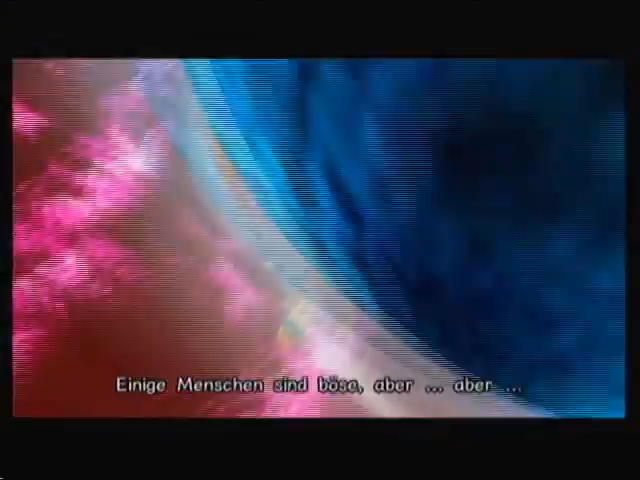 Einige Menschen sind böse, aber ... aber ...